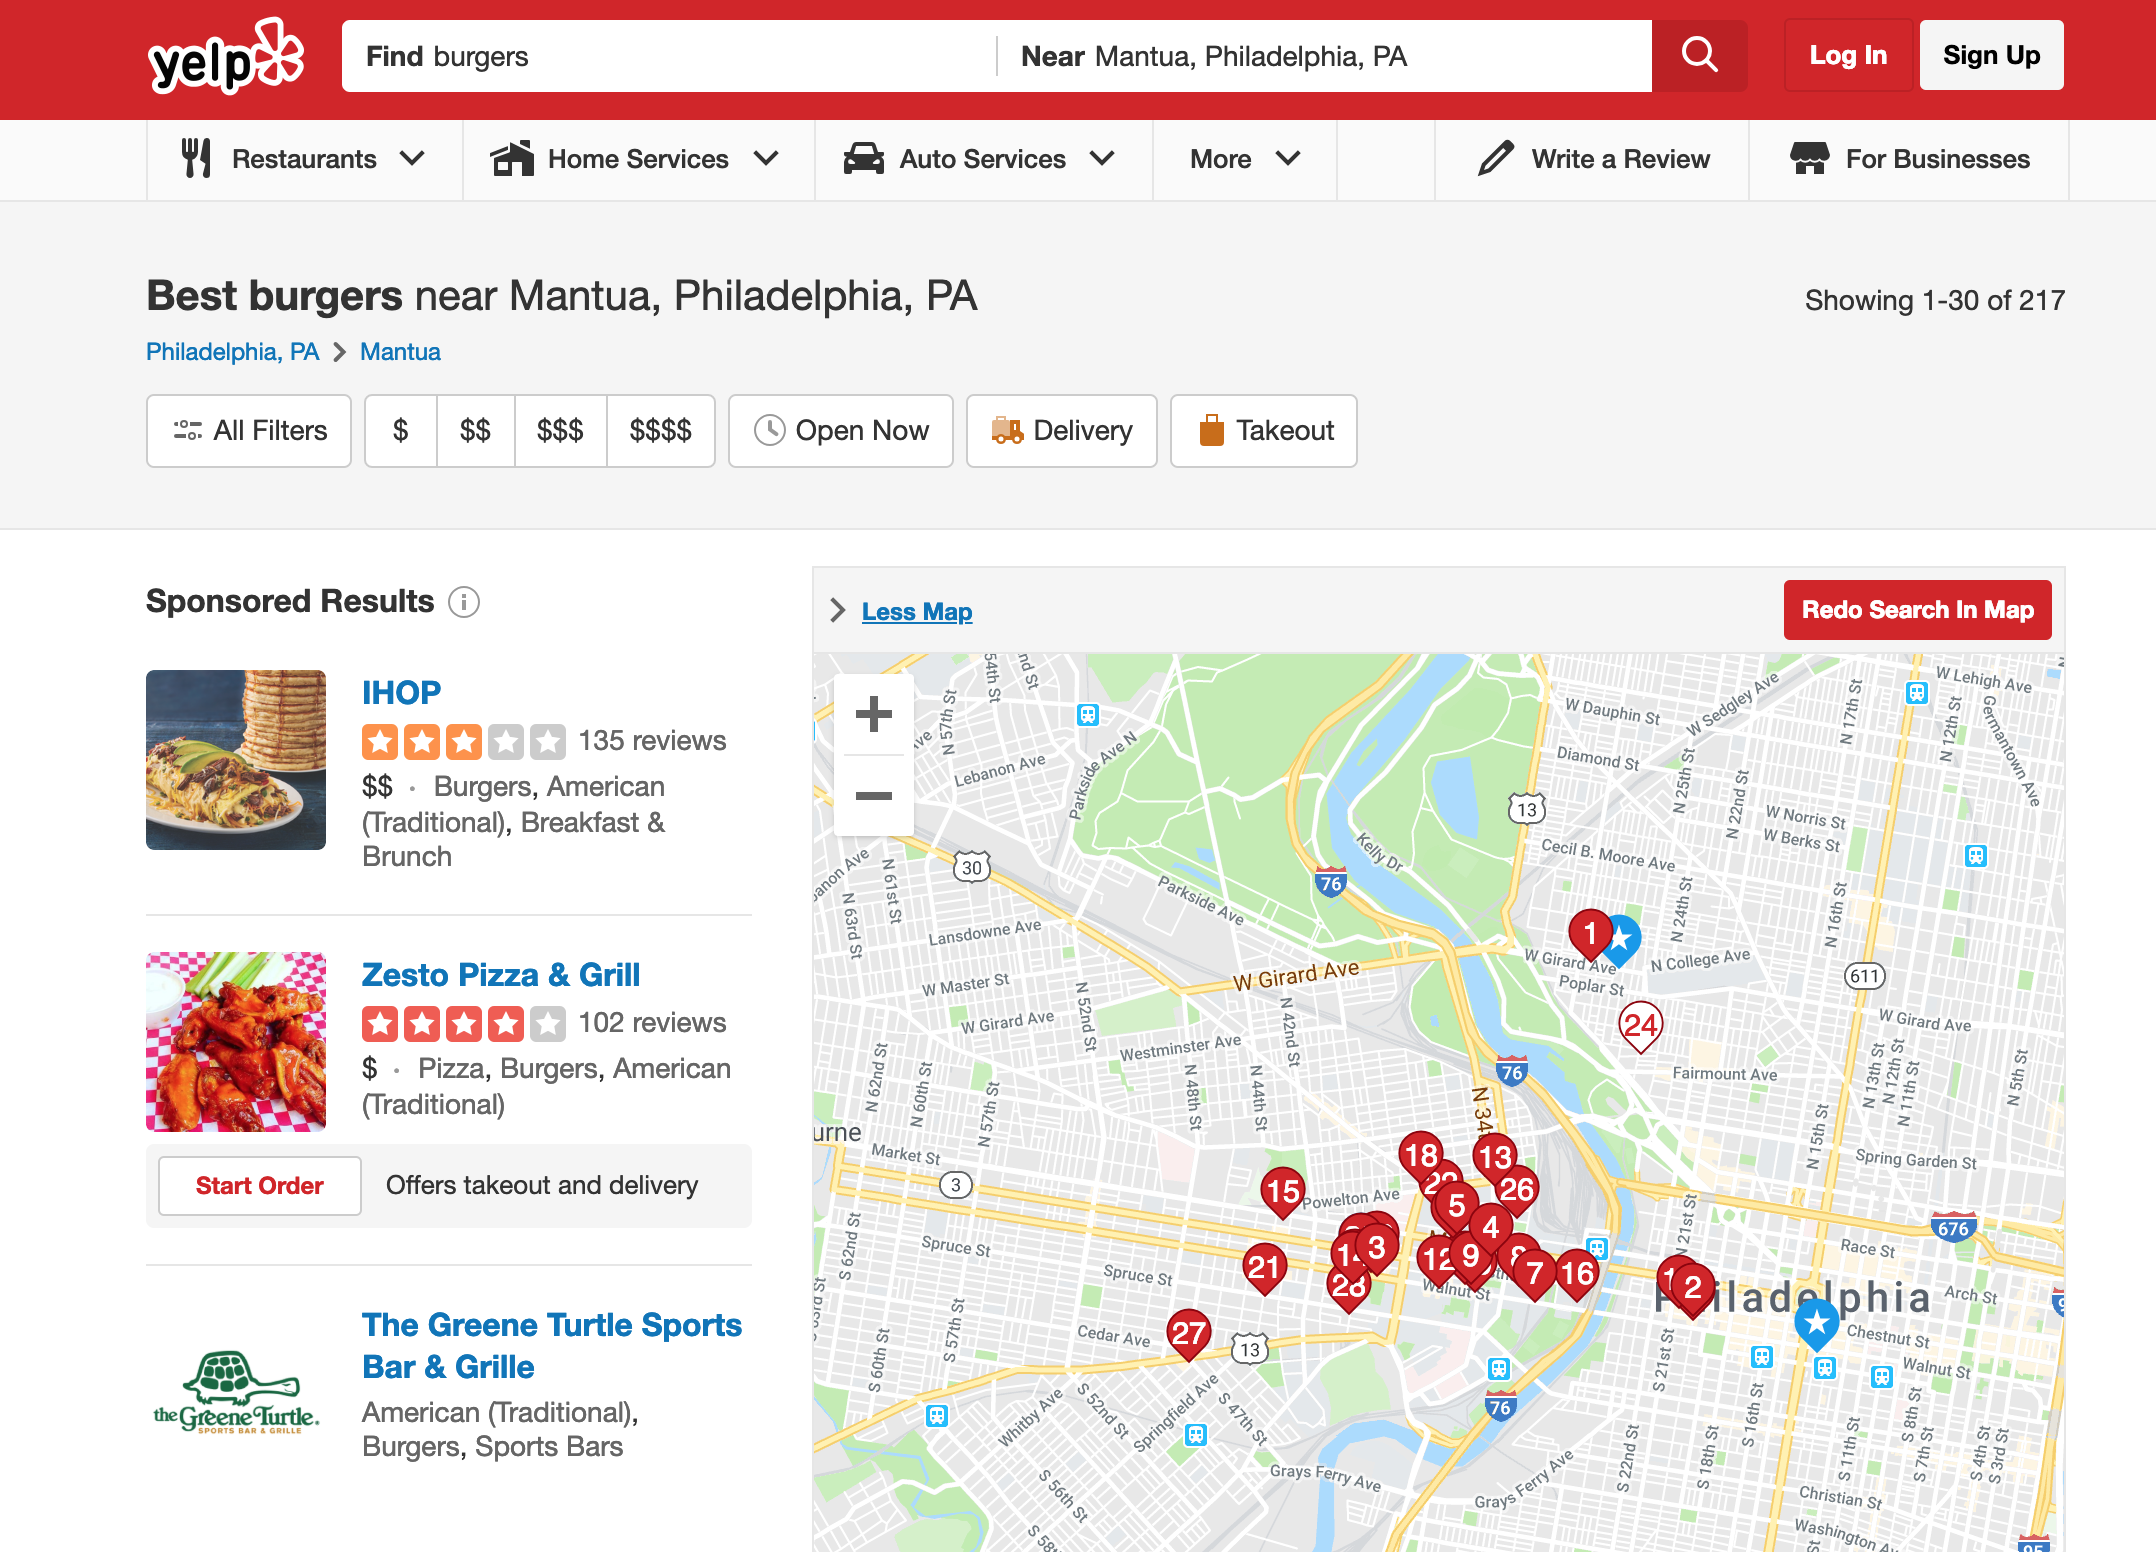 yelp
Find burgers
Near Mantua, Philadelphia, PA
Log In
Sign Up
Restaurants
Home Services
Auto Services
More
Write a Review
For Businesses
Best burgers near Mantua, Philadelphia, PA
Showing 1-30 of 217
Philadelphia, PA > Mantua
All Filters
$
$$
$$$
$$$$
Open Now
Delivery
Takeout
Sponsored Results
IHOP
135 reviews
$$ · Burgers, American
(Traditional), Breakfast &
Brunch
Zesto Pizza & Grill
102 reviews
$ · Pizza, Burgers, American
(Traditional)
Start Order
Offers takeout and delivery
The Greene Turtle Sports
Bar & Grille
American (Traditional),
Burgers, Sports Bars
the Greene Turtle.
SPORTS BAR & GRILLE
Less Map
Redo Search In Map
54th St
N 57th St
Lebanon Ave
Parkside Ave N
W Dauphin St
W Sedgley Ave
N 17th St
W Lehigh Ave
N 12th St
Germantown Ave
Diamond St
N 25th St
N 22nd St
W Norris St
W Berks St
13
Kelly Dr
Cecil B. Moore Ave
30
76
N 61st St
N 63rd St
Parkside Ave
N 24th St
N 16th St
Lansdowne Ave
1
W Girard Ave
N College Ave
W Girard Ave
Poplar St
611
W Master St
N 52nd St
N 42nd St
W Girard Ave
24
W Girard Ave
Westminster Ave
76
Fairmount Ave
N 62nd St
N 60th St
N 57th St
N 48th St
N 44th St
N 13th St
N 12th St
N 11th St
N 5th St
N 15th St
Market St
3
18
13
Spring Garden St
15
Powelton Ave
26
5
4
N 21st St
676
Race St
S 62nd St
Spruce St
Spruce St
21
3
28
12
9
7
16
Walnut St
2
Philadelphia
Arch St
Chestnut St
Walnut St
S 60th St
S 57th St
Cedar Ave
27
13
S 21st St
S 16th St
76
Whitby Ave
S 52nd St
Springfield Ave
S 47th St
S 8th St
S 7th St
S 11th St
S 4th St
S 3rd St
S 22nd St
S 18th St
Grays Ferry Ave
Grays Ferry Ave
S 56th St
Christian St
Washington
95